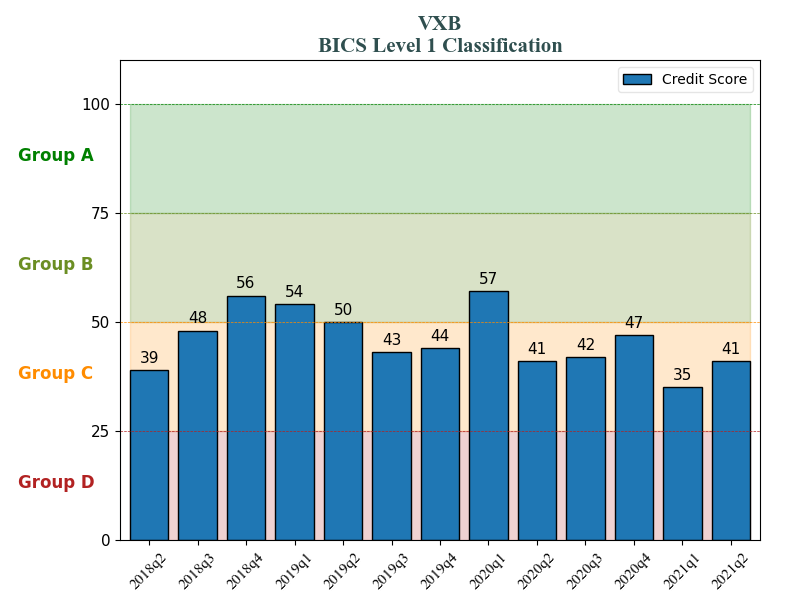 VXB
BICS Level 1 Classification
Credit Score
100
75
50
25
0
Group A
Group B
Group C
Group D
39
48
56
54
50
43
44
57
41
42
47
35
41
2018q2
2018q3
2018q4
2019q1
2019q2
2019q3
2019q4
2020q1
2020q2
2020q3
2020q4
2021q1
2021q2